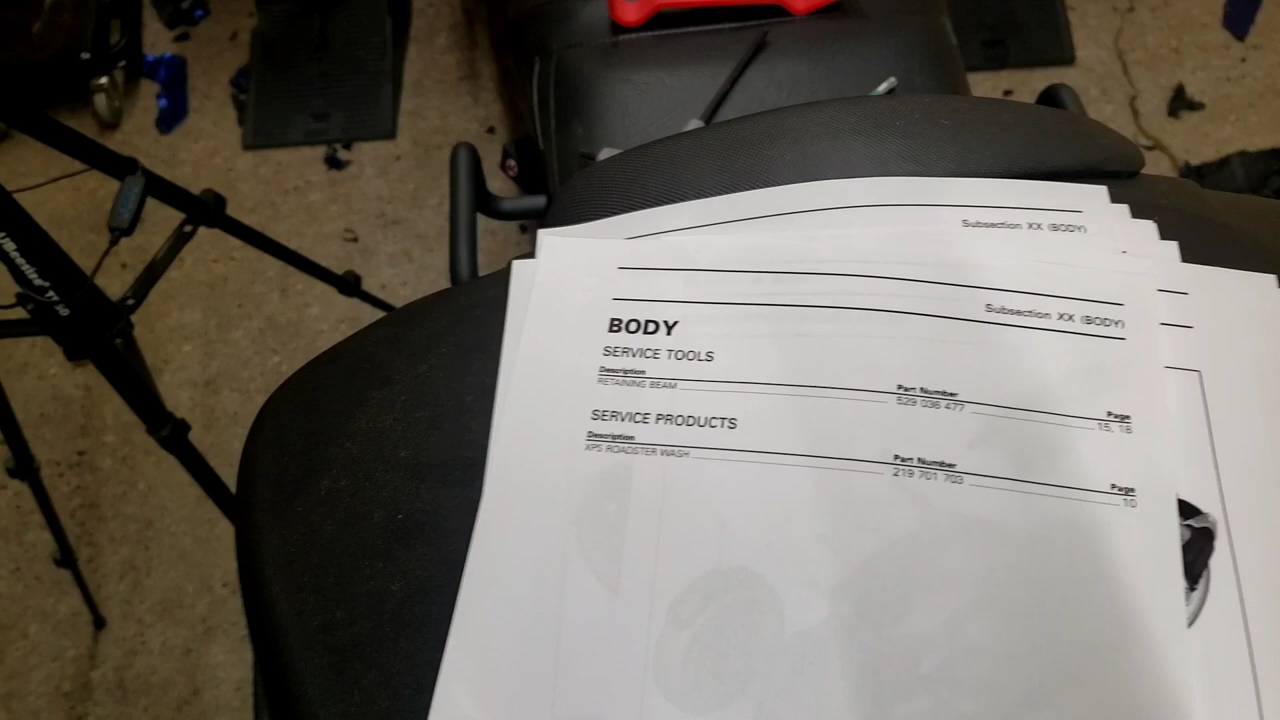 Subsection XX (BODY)
Subsection XX (BODY)
BODY
SERVICE TOOLS
Description Part Number Page
RETAINING BEAM 529 036 477 15, 18
SERVICE PRODUCTS
Description Part Number Page
XPS ROADSTER WASH 219 701 703 10